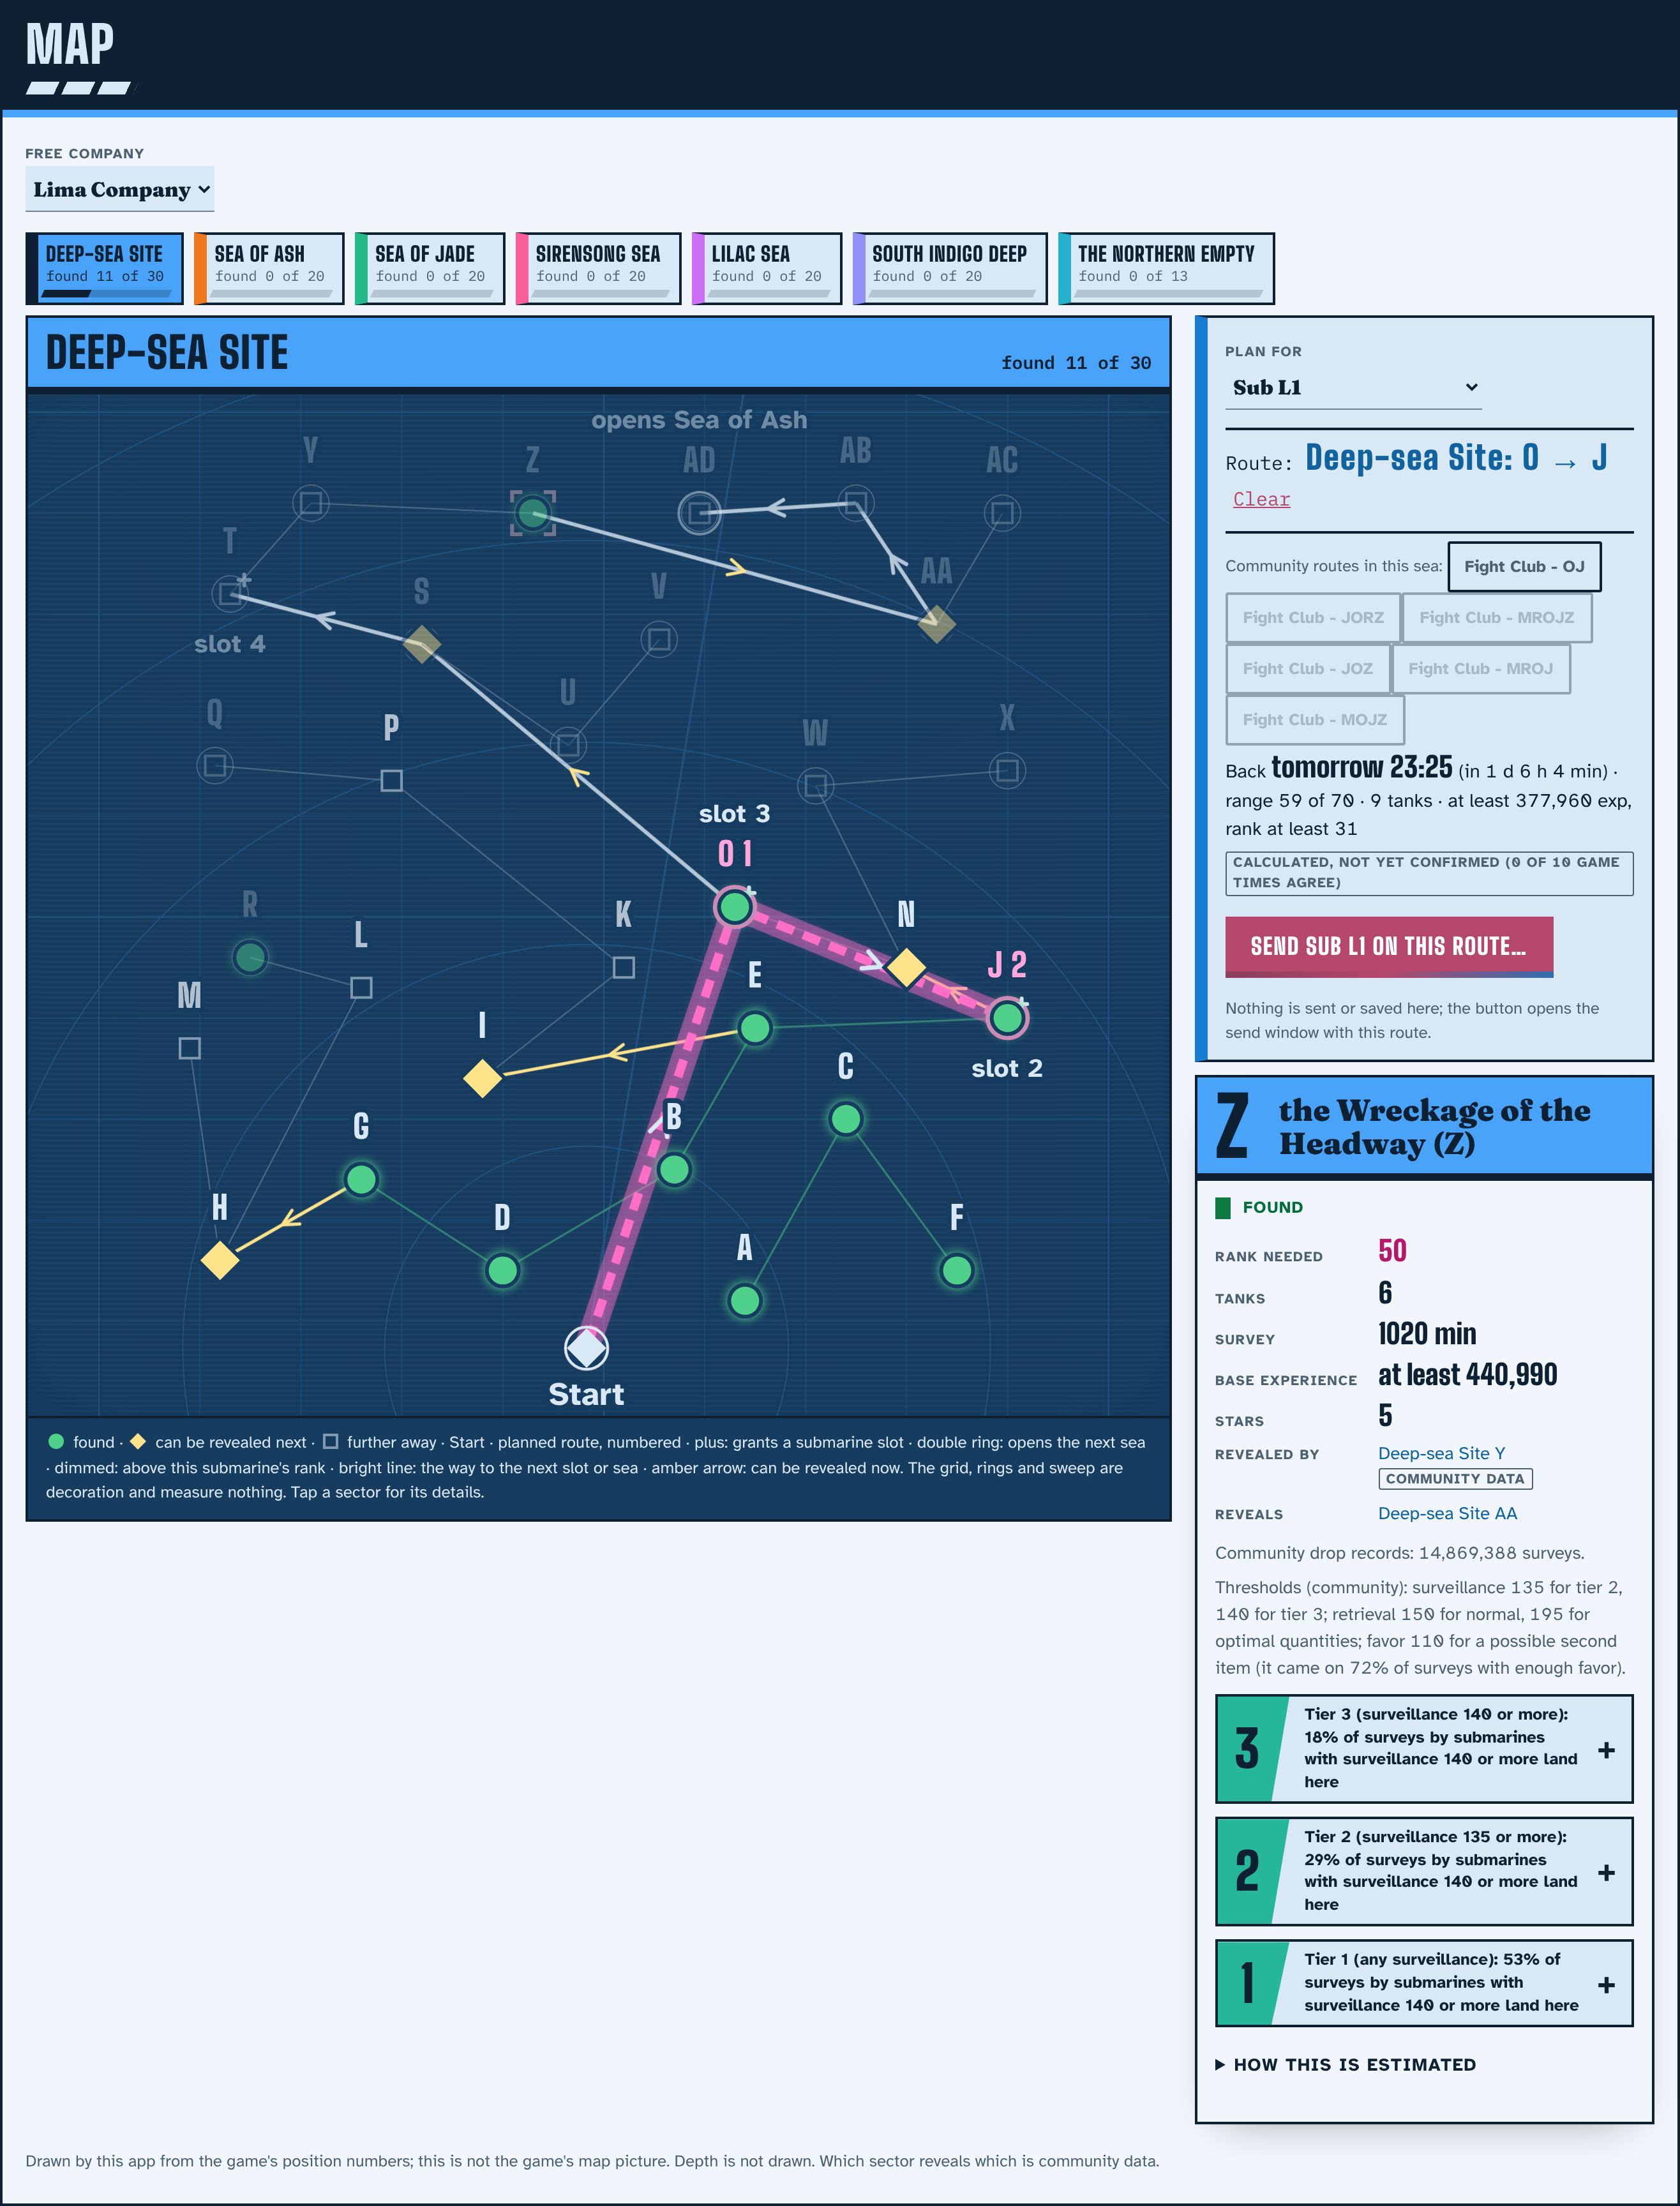 MAP
FREE COMPANY
Lima Company
DEEP-SEA SITE
found 11 of 30
SEA OF ASH
found 0 of 20
SEA OF JADE
found 0 of 20
SIRENSONG SEA
found 0 of 20
LILAC SEA
found 0 of 20
SOUTH INDIGO DEEP
found 0 of 20
THE NORTHERN EMPTY
found 0 of 13
DEEP-SEA SITE
found 11 of 30
opens Sea of Ash
Y
Z
AD
AB
AC
T
S
V
AA
slot 4
Q
P
U
W
X
slot 3
O 1
R
L
K
N
M
E
J 2
I
slot 2
C
G
B
H
D
A
F
Start
found · can be revealed next · further away · Start · planned route, numbered · plus: grants a submarine slot · double ring: opens the next sea
· dimmed: above this submarine's rank · bright line: the way to the next slot or sea · amber arrow: can be revealed now. The grid, rings and sweep are
decoration and measure nothing. Tap a sector for its details.
PLAN FOR
Sub L1
Route: Deep-sea Site: O → J
Clear
Community routes in this sea: Fight Club - OJ
Fight Club - JORZ
Fight Club - MROJZ
Fight Club - JOZ
Fight Club - MROJ
Fight Club - MOJZ
Back tomorrow 23:25 (in 1 d 6 h 4 min) ·
range 59 of 70 · 9 tanks · at least 377,960 exp,
rank at least 31
CALCULATED, NOT YET CONFIRMED (0 OF 10 GAME
TIMES AGREE)
SEND SUB L1 ON THIS ROUTE…
Nothing is sent or saved here; the button opens the
send window with this route.
Z
the Wreckage of the
Headway (Z)
FOUND
RANK NEEDED 50
TANKS 6
SURVEY 1020 min
BASE EXPERIENCE at least 440,990
STARS 5
REVEALED BY Deep-sea Site Y
COMMUNITY DATA
REVEALS Deep-sea Site AA
Community drop records: 14,869,388 surveys.
Thresholds (community): surveillance 135 for tier 2,
140 for tier 3; retrieval 150 for normal, 195 for
optimal quantities; favor 110 for a possible second
item (it came on 72% of surveys with enough favor).
3
Tier 3 (surveillance 140 or more):
18% of surveys by submarines
with surveillance 140 or more land
here
+
2
Tier 2 (surveillance 135 or more):
29% of surveys by submarines
with surveillance 140 or more land
here
+
1
Tier 1 (any surveillance): 53% of
surveys by submarines with
surveillance 140 or more land here
+
HOW THIS IS ESTIMATED
Drawn by this app from the game's position numbers; this is not the game's map picture. Depth is not drawn. Which sector reveals which is community data.